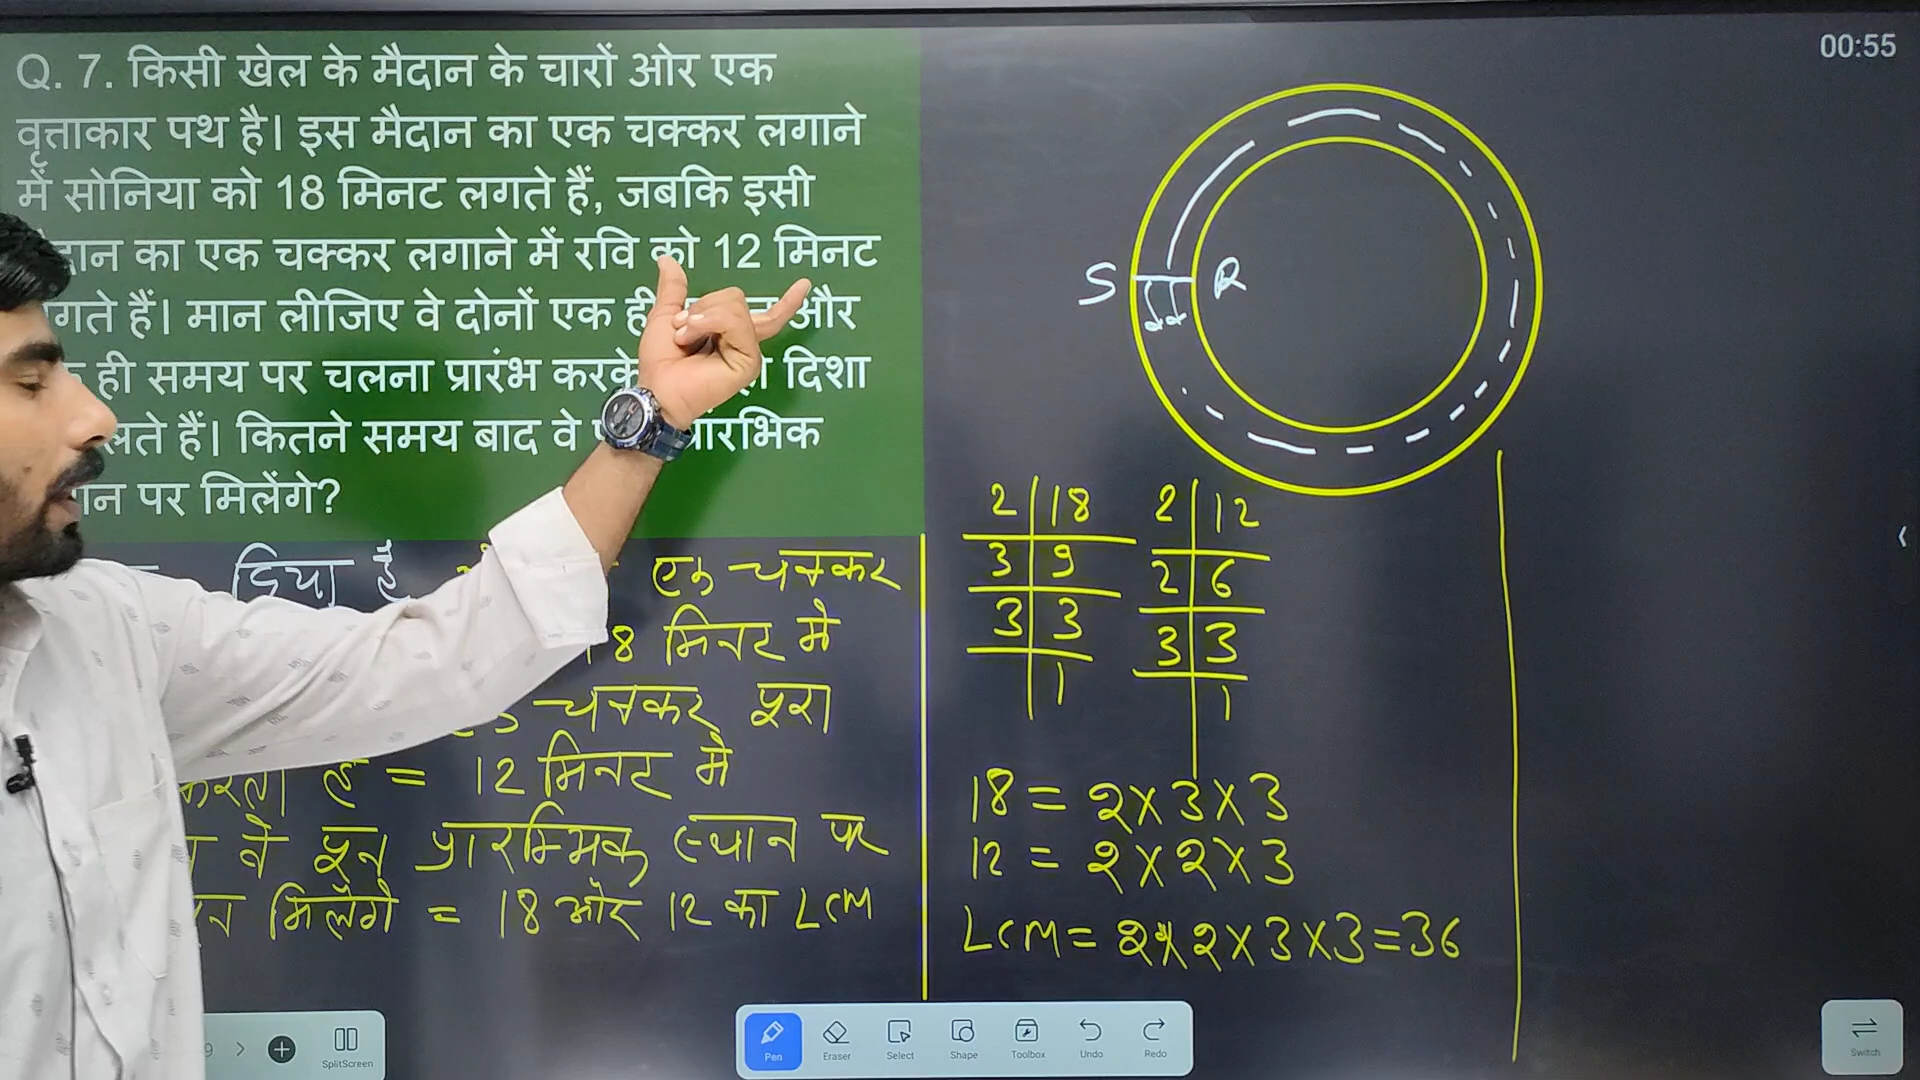 Q. 7. किसी खेल के मैदान के चारों ओर एक
वृत्ताकार पथ है। इस मैदान का एक चक्कर लगाने
में सोनिया को 18 मिनट लगते हैं, जबकि इसी
का एक चक्कर लगाने में रवि को 12 मिनट
हैं। मान लीजिए वे दोनों एक ही और
ही समय पर चलना प्रारंभ करके दिशा
हैं। कितने समय बाद वे
पर मिलेंगे?
दिया है एक चक्कर
18 मिनट में
चक्कर पूरा
करता है = 12 मिनट में
वे पुन प्रारम्भिक स्थान पर
मिलेंगे = 18 और 12 का LCM
00:55
S R
2 18
3 9
3 3
1
2 12
2 6
3 3
1
18 = 2×3×3
12 = 2×2×3
LCM = 2×2×3×3=36
9 > +
SplitScreen
Pen Eraser Select Shape Toolbox Undo Redo
Switch